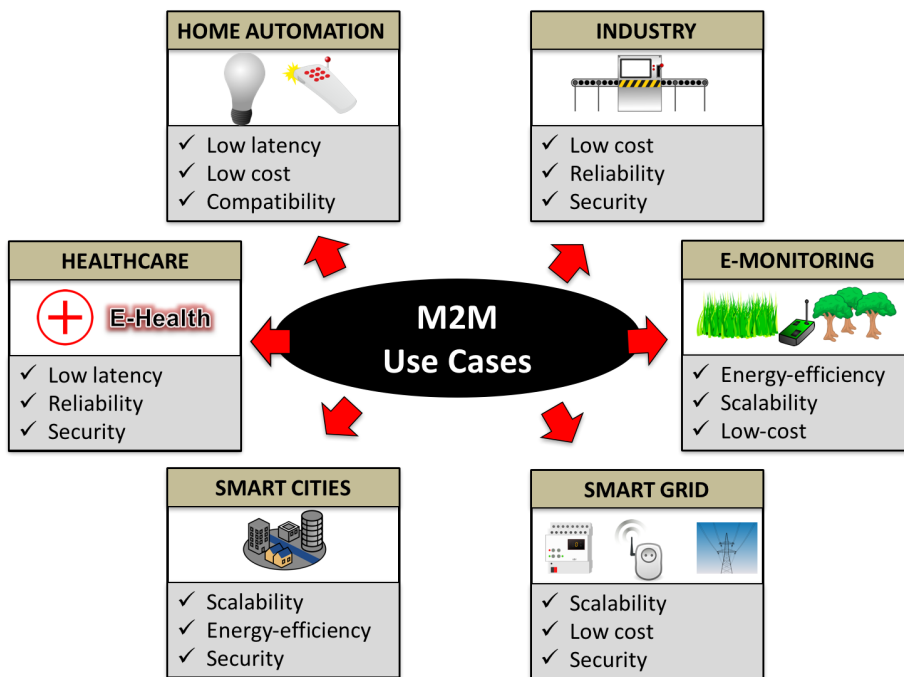 HOME AUTOMATION
Low latency
Low cost
Compatibility
INDUSTRY
Low cost
Reliability
Security
HEALTHCARE
E-Health
Low latency
Reliability
Security
M2M
Use Cases
E-MONITORING
Energy-efficiency
Scalability
Low-cost
SMART CITIES
Scalability
Energy-efficiency
Security
SMART GRID
Scalability
Low cost
Security